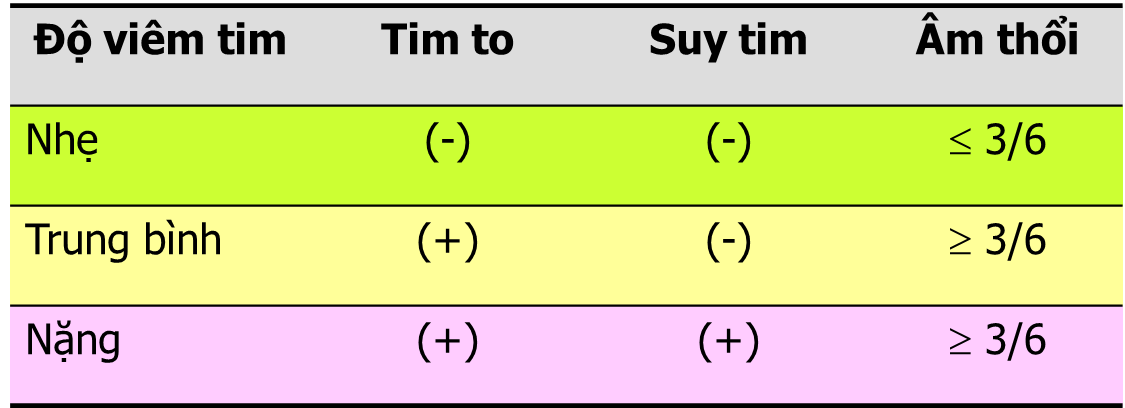 Độ viêm tim Tim to Suy tim Âm thổi
Nhẹ (-) (-) ≤ 3/6
Trung bình (+) (-) ≥ 3/6
Nặng (+) (+) ≥ 3/6